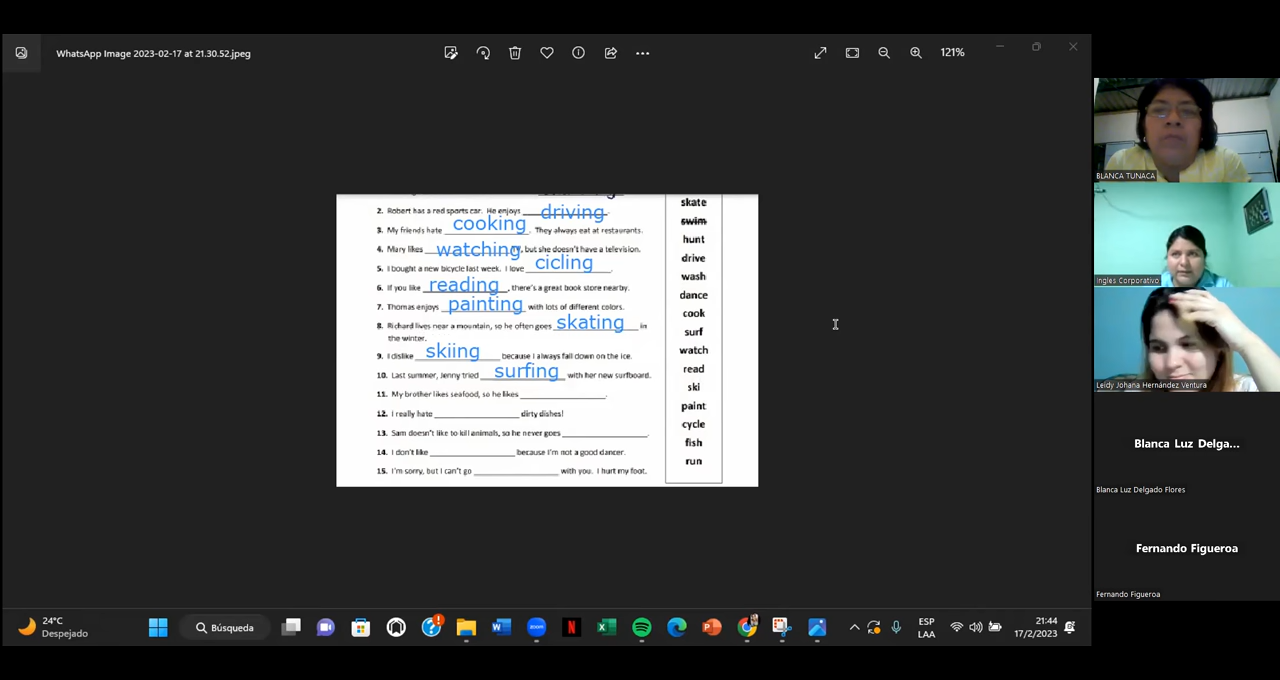 WhatsApp Image 2023-02-17 at 21.30.52.jpeg
121%
2. Robert has a red sports car. He enjoys driving.
3. My friends hate cooking. They always eat at restaurants.
4. Mary likes watching TV, but she doesn't have a television.
5. I bought a new bicycle last week. I love cicling.
6. If you like reading, there's a great book store nearby.
7. Thomas enjoys painting with lots of different colors.
8. Richard lives near a mountain, so he often goes skating in
the winter.
9. I dislike skiing because I always fall down on the ice.
10. Last summer, Jenny tried surfing with her new surfboard.
11. My brother likes seafood, so he likes ____________.
12. I really hate ____________ dirty dishes!
13. Sam doesn't like to kill animals, so he never goes ____________.
14. I don't like ____________ because I'm not a good dancer.
15. I'm sorry, but I can't go ____________ with you. I hurt my foot.
skate
swim
hunt
drive
wash
dance
cook
surf
watch
read
ski
paint
cycle
fish
run
BLANCA TUNACA
Ingles Corporativo
Leidy Johana Hernández Ventura
Blanca Luz Delga...
Blanca Luz Delgado Flores
Fernando Figueroa
Fernando Figueroa
24°C
Despejado
Búsqueda
ESP
LAA
21:44
17/2/2023